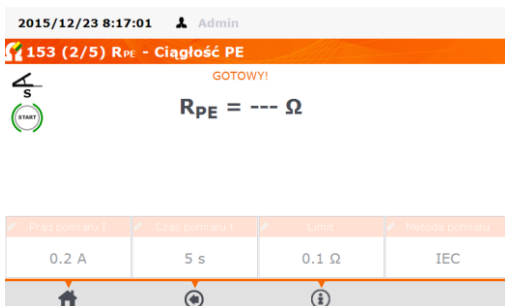 2015/12/23 8:17:01 Admin
153 (2/5) RPE - Ciągłość PE
GOTOWY!
S
START
RPE = --- Ω
Prąd pomiaru I Czas pomiaru t Limit Metoda pomiaru
0.2 A 5 s 0.1 Ω IEC